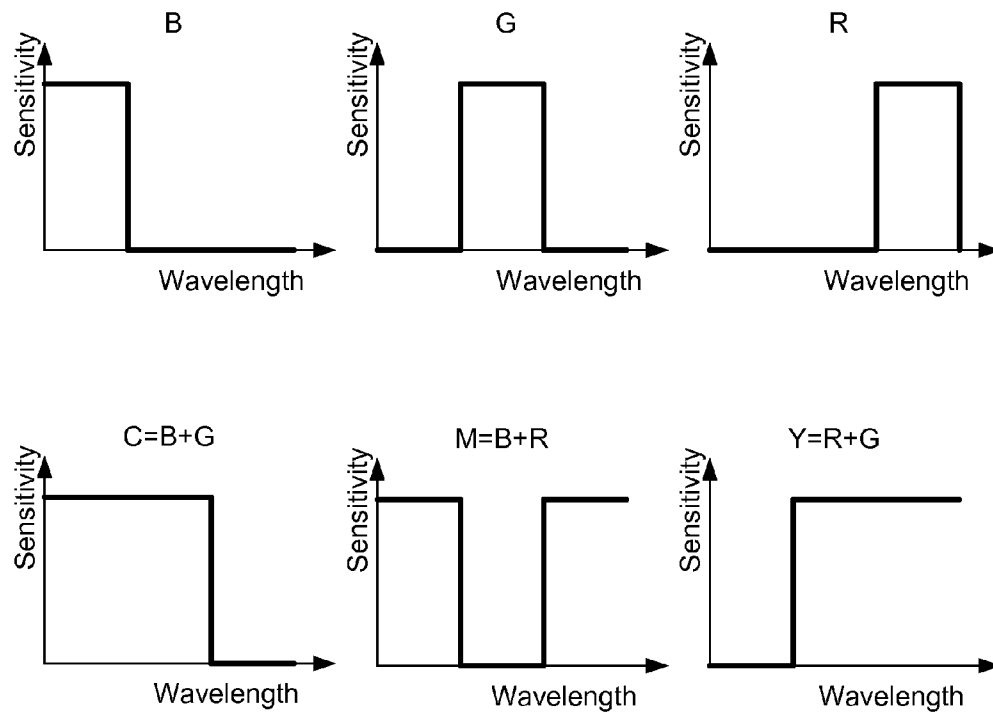 B
Sensitivity
Wavelength
G
Sensitivity
Wavelength
R
Sensitivity
Wavelength
C=B+G
Sensitivity
Wavelength
M=B+R
Sensitivity
Wavelength
Y=R+G
Sensitivity
Wavelength